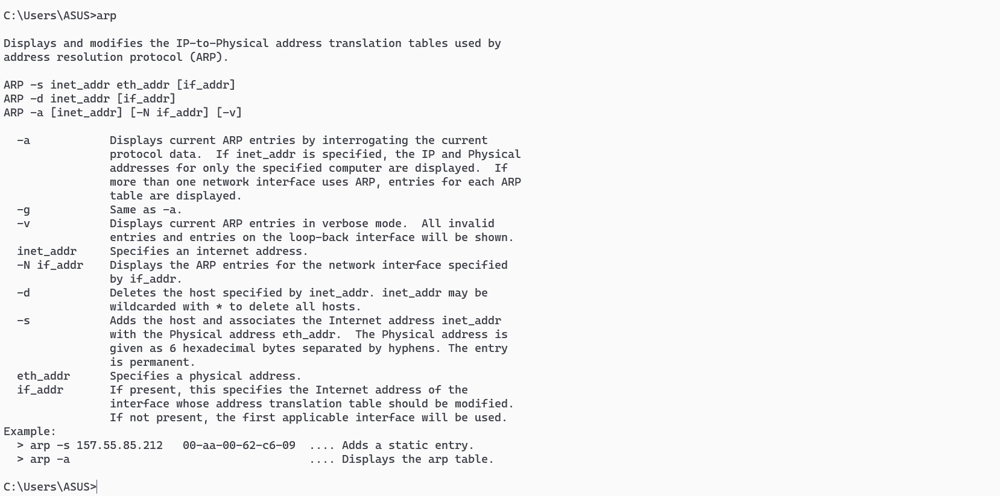 C:\Users\ASUS>arp
Displays and modifies the IP-to-Physical address translation tables used by
address resolution protocol (ARP).
ARP -s inet_addr eth_addr [if_addr]
ARP -d inet_addr [if_addr]
ARP -a [inet_addr] [-N if_addr] [-v]
  -a            Displays current ARP entries by interrogating the current
                protocol data.  If inet_addr is specified, the IP and Physical
                addresses for only the specified computer are displayed.  If
                more than one network interface uses ARP, entries for each ARP
                table are displayed.
  -g            Same as -a.
  -v            Displays current ARP entries in verbose mode.  All invalid
                entries and entries on the loop-back interface will be shown.
  inet_addr     Specifies an internet address.
  -N if_addr    Displays the ARP entries for the network interface specified
                by if_addr.
  -d            Deletes the host specified by inet_addr. inet_addr may be
                wildcarded with * to delete all hosts.
  -s            Adds the host and associates the Internet address inet_addr
                with the Physical address eth_addr.  The Physical address is
                given as 6 hexadecimal bytes separated by hyphens. The entry
                is permanent.
  eth_addr      Specifies a physical address.
  if_addr       If present, this specifies the Internet address of the
                interface whose address translation table should be modified.
                If not present, the first applicable interface will be used.
Example:
  > arp -s 157.55.85.212   00-aa-00-62-c6-09  .... Adds a static entry.
  > arp -a                                    .... Displays the arp table.
C:\Users\ASUS>